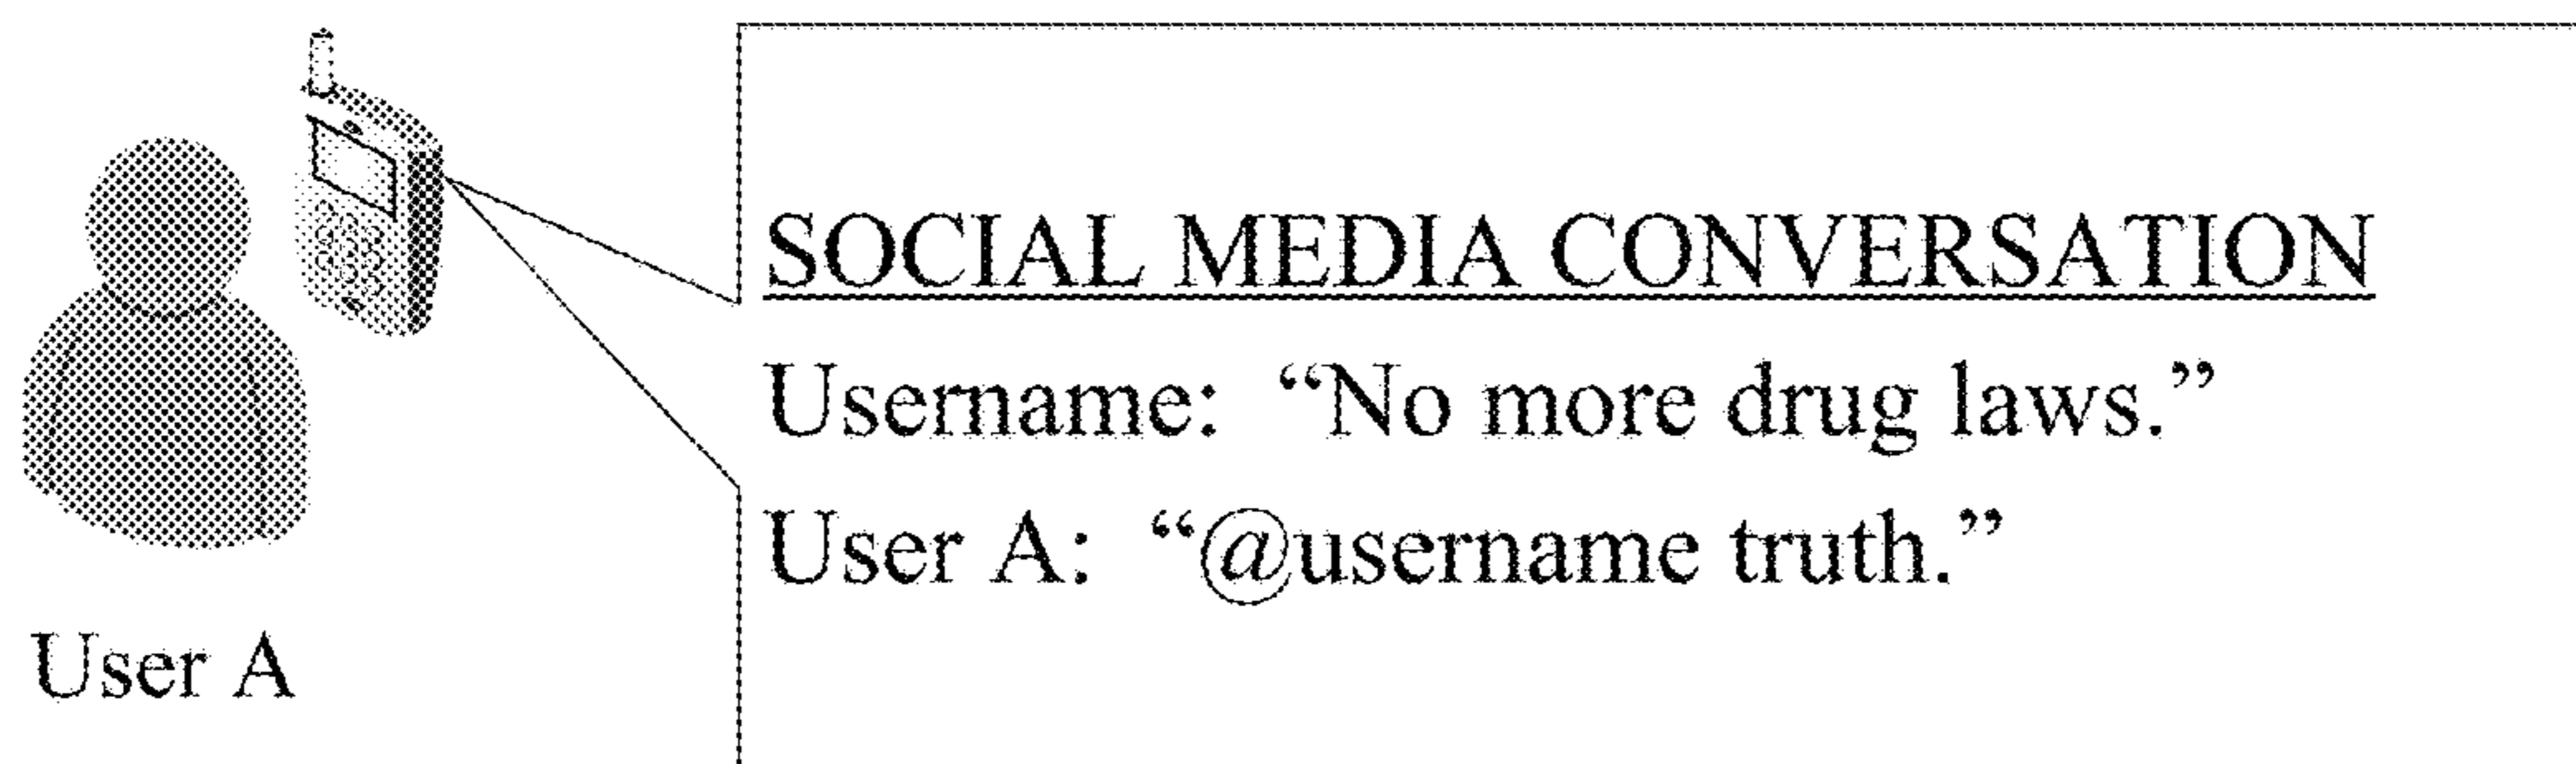 SOCIAL MEDIA CONVERSATION
Username: “No more drug laws.”
User A: “@username truth.”
User A